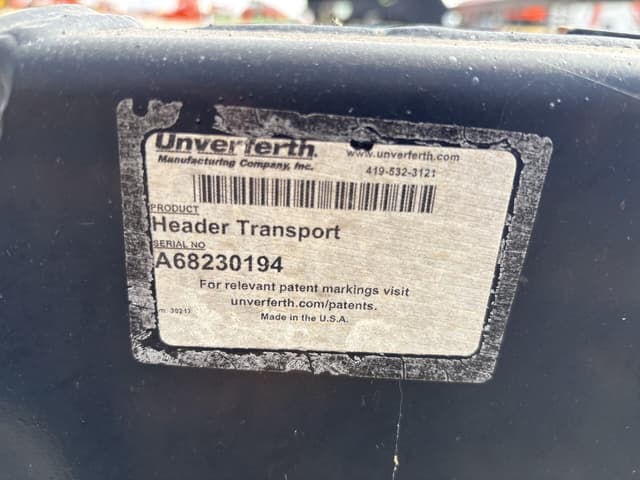 Unverferth.
Manufacturing Company, Inc.
www.unverferth.com
419-532-3121
PRODUCT
Header Transport
SERIAL NO
A68230194
For relevant patent markings visit
unverferth.com/patents.
Made in the U.S.A.